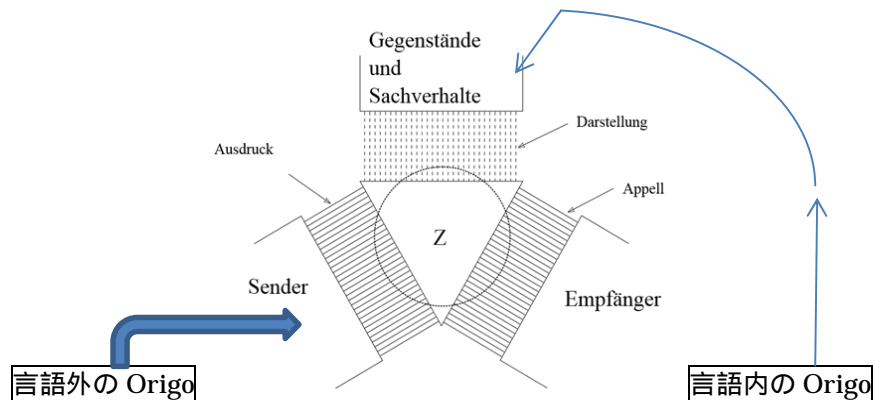 Gegenstände
und
Sachverhalte
Darstellung
Ausdruck
Appell
Z
Sender
Empfänger
言語外の Origo
言語内の Origo